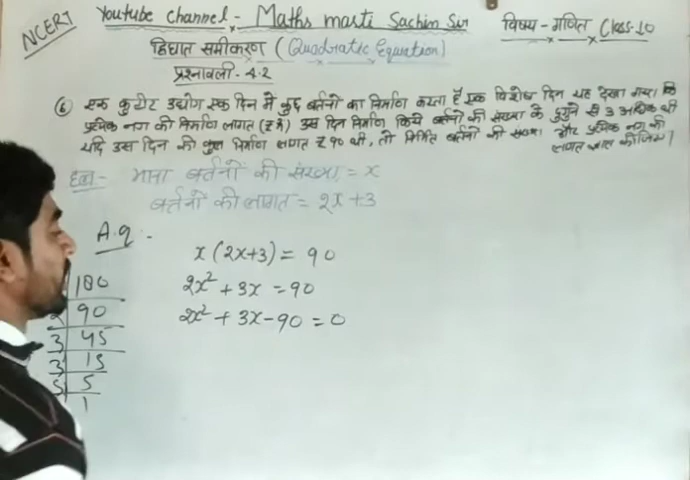 NCERT
Youtube Channel - Maths masti Sachin Sir
विषय - गणित Class-10
द्विघात समीकरण (Quadratic Equation)
प्रश्नावली - 4.2
⑥ एक कुटीर उद्योग एक दिन में कुछ बर्तनों का निर्माण करता है एक विशेष दिन यह देखा गया कि
प्रत्येक नग की निर्माण लागत (₹ में) उस दिन निर्माण किये बर्तनों की संख्या के दुगुने से 3 अधिक थी
यदि उस दिन की कुल निर्माण लागत ₹ 90 थी, तो निर्मित बर्तनों की संख्या और प्रत्येक नग की
लागत ज्ञात कीजिए।
हल:- माना बर्तनों की संख्या = x
बर्तनों की लागत = 2x + 3
A.q.
x (2x+3) = 90
2x² + 3x = 90
2x² + 3x - 90 = 0
180
2 90
3 45
3 15
5 5
1